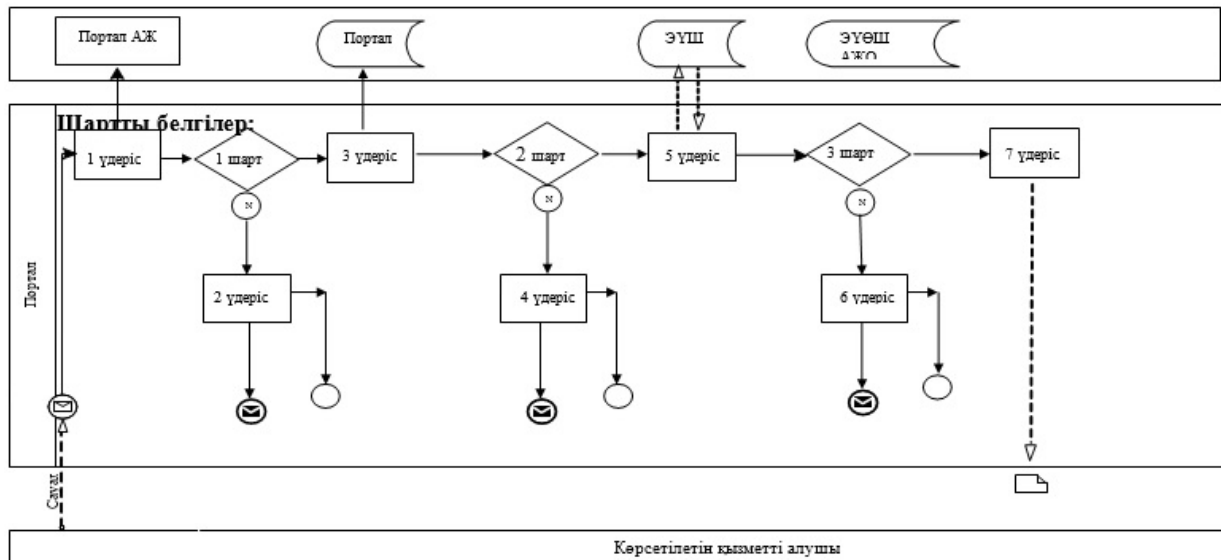 Портал АЖ
Портал
ЭҮШ
ЭҮӨШ
АЖО
Шартты белгілер:
1 үдеріс
1 шарт
3 үдеріс
2 шарт
5 үдеріс
3 шарт
7 үдеріс
N
N
N
2 үдеріс
4 үдеріс
6 үдеріс
Портал
Көрсетілетін қызметті алушы